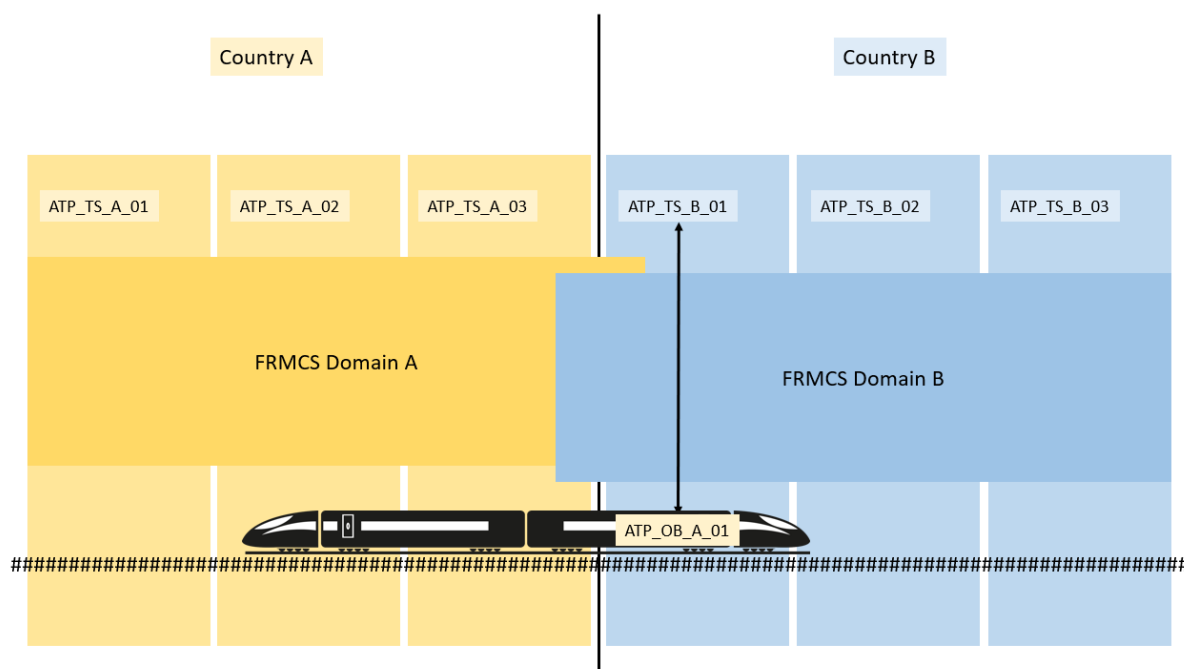 Country A
Country B
ATP_TS_A_01
ATP_TS_A_02
ATP_TS_A_03
ATP_TS_B_01
ATP_TS_B_02
ATP_TS_B_03
FRMCS Domain A
FRMCS Domain B
ATP_OB_A_01